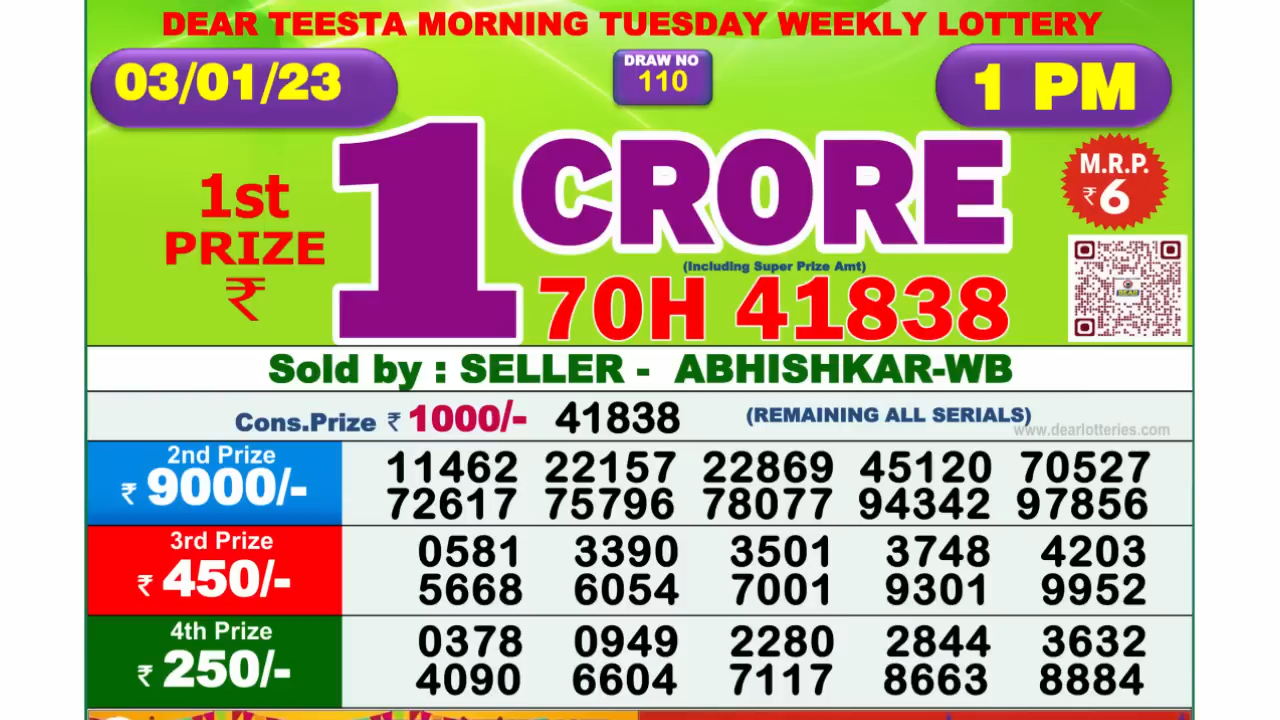 DEAR TEESTA MORNING TUESDAY WEEKLY LOTTERY
03/01/23
DRAW NO
110
1 PM
1st
PRIZE
₹
1 CRORE
(Including Super Prize Amt)
70H 41838
M.R.P.
₹ 6
DEAR
Sold by : SELLER - ABHISHKAR-WB
Cons.Prize ₹ 1000/- 41838 (REMAINING ALL SERIALS)
www.dearlotteries.com
2nd Prize
₹ 9000/-
11462 22157 22869 45120 70527
72617 75796 78077 94342 97856
3rd Prize
₹ 450/-
0581 3390 3501 3748 4203
5668 6054 7001 9301 9952
4th Prize
₹ 250/-
0378 0949 2280 2844 3632
4090 6604 7117 8663 8884